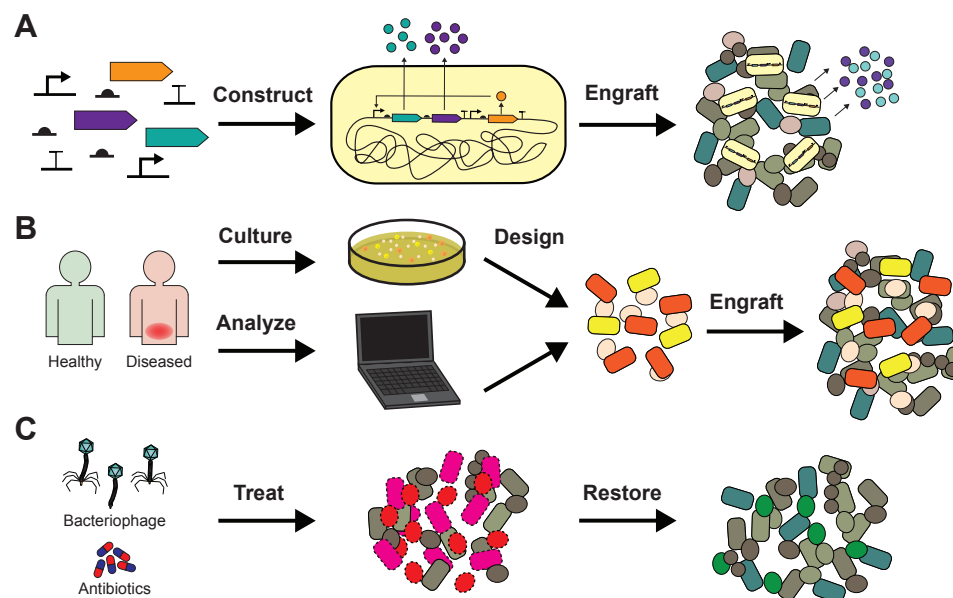 A
Construct
Engraft
B
Healthy
Diseased
Culture
Analyze
Design
Engraft
C
Bacteriophage
Antibiotics
Treat
Restore